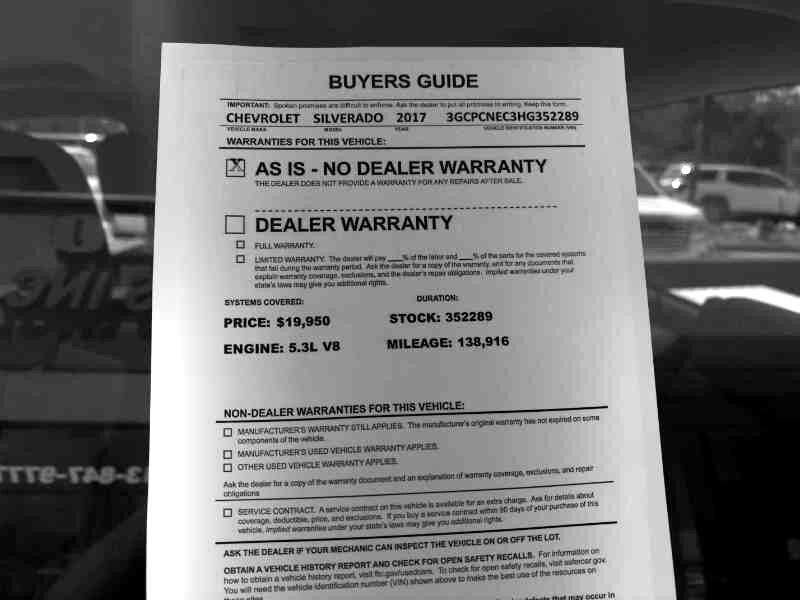 BUYERS GUIDE
IMPORTANT: Spoken promises are difficult to enforce. Ask the dealer to put all promises in writing. Keep this form.
CHEVROLET SILVERADO 2017 3GCPCNEC3HG352289
VEHICLE MAKE MODEL YEAR VEHICLE IDENTIFICATION NUMBER (VIN)
WARRANTIES FOR THIS VEHICLE:
X AS IS - NO DEALER WARRANTY
THE DEALER DOES NOT PROVIDE A WARRANTY FOR ANY REPAIRS AFTER SALE.
DEALER WARRANTY
FULL WARRANTY.
LIMITED WARRANTY. The dealer will pay ____% of the labor and ____% of the parts for the covered systems
that fail during the warranty period. Ask the dealer for a copy of the warranty, and for any documents that
explain warranty coverage, exclusions, and the dealer's repair obligations. Implied warranties under your
state's laws may give you additional rights.
SYSTEMS COVERED: DURATION:
PRICE: $19,950 STOCK: 352289
ENGINE: 5.3L V8 MILEAGE: 138,916
NON-DEALER WARRANTIES FOR THIS VEHICLE:
MANUFACTURER'S WARRANTY STILL APPLIES. The manufacturer's original warranty has not expired on some
components of the vehicle.
MANUFACTURER'S USED VEHICLE WARRANTY APPLIES.
OTHER USED VEHICLE WARRANTY APPLIES.
Ask the dealer for a copy of the warranty document and an explanation of warranty coverage, exclusions, and repair
obligations
SERVICE CONTRACT. A service contract on this vehicle is available for an extra charge. Ask for details about
coverage, deductible, price, and exclusions. If you buy a service contract within 90 days of your purchase of this
vehicle, implied warranties under your state's laws may give you additional rights.
ASK THE DEALER IF YOUR MECHANIC CAN INSPECT THE VEHICLE ON OR OFF THE LOT.
OBTAIN A VEHICLE HISTORY REPORT AND CHECK FOR OPEN SAFETY RECALLS. For information on
how to obtain a vehicle history report, visit ftc.gov/usedcars. To check for open safety recalls, visit safercar.gov.
You will need the vehicle identification number (VIN) shown above to make the best use of the resources on
these sites.
defects that may occur in